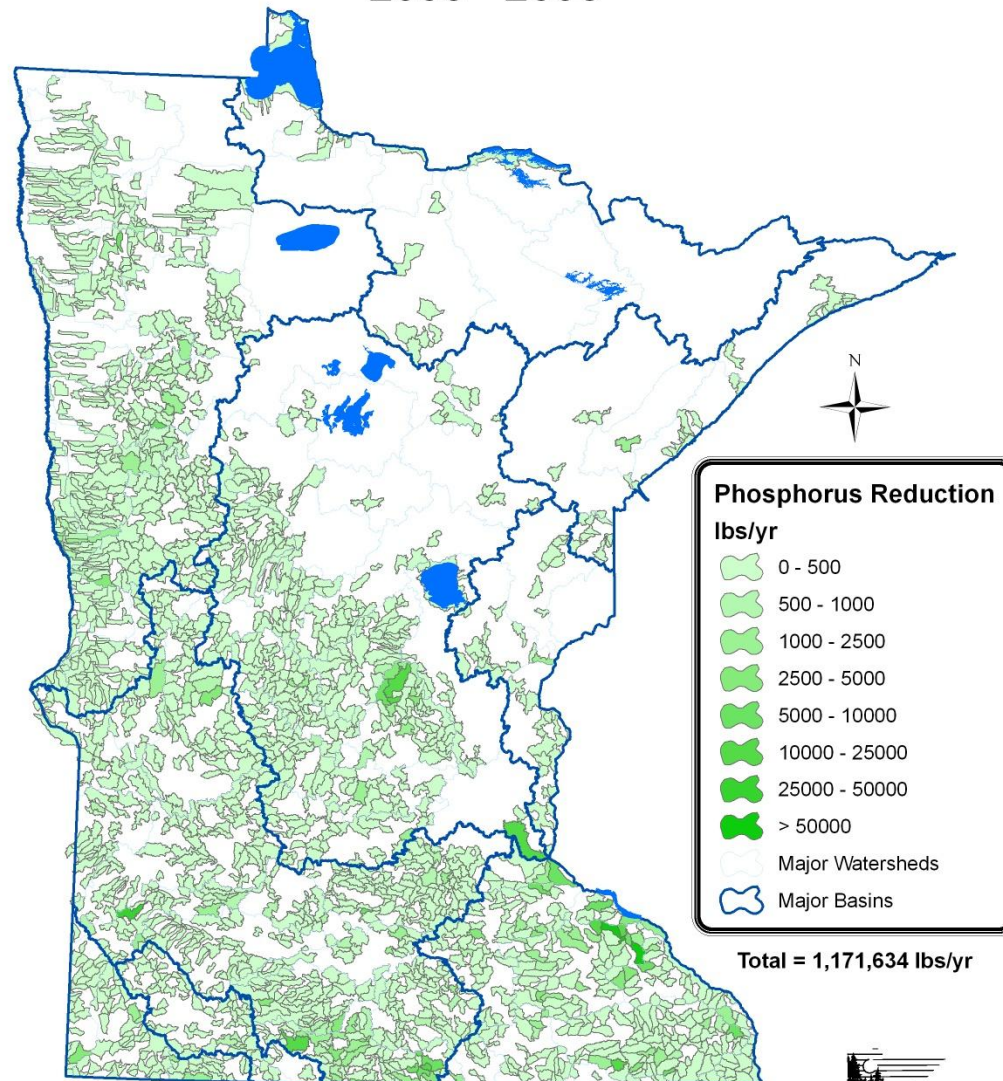 N
Phosphorus Reduction
lbs/yr
0 - 500
500 - 1000
1000 - 2500
2500 - 5000
5000 - 10000
10000 - 25000
25000 - 50000
> 50000
Major Watersheds
Major Basins
Total = 1,171,634 lbs/yr